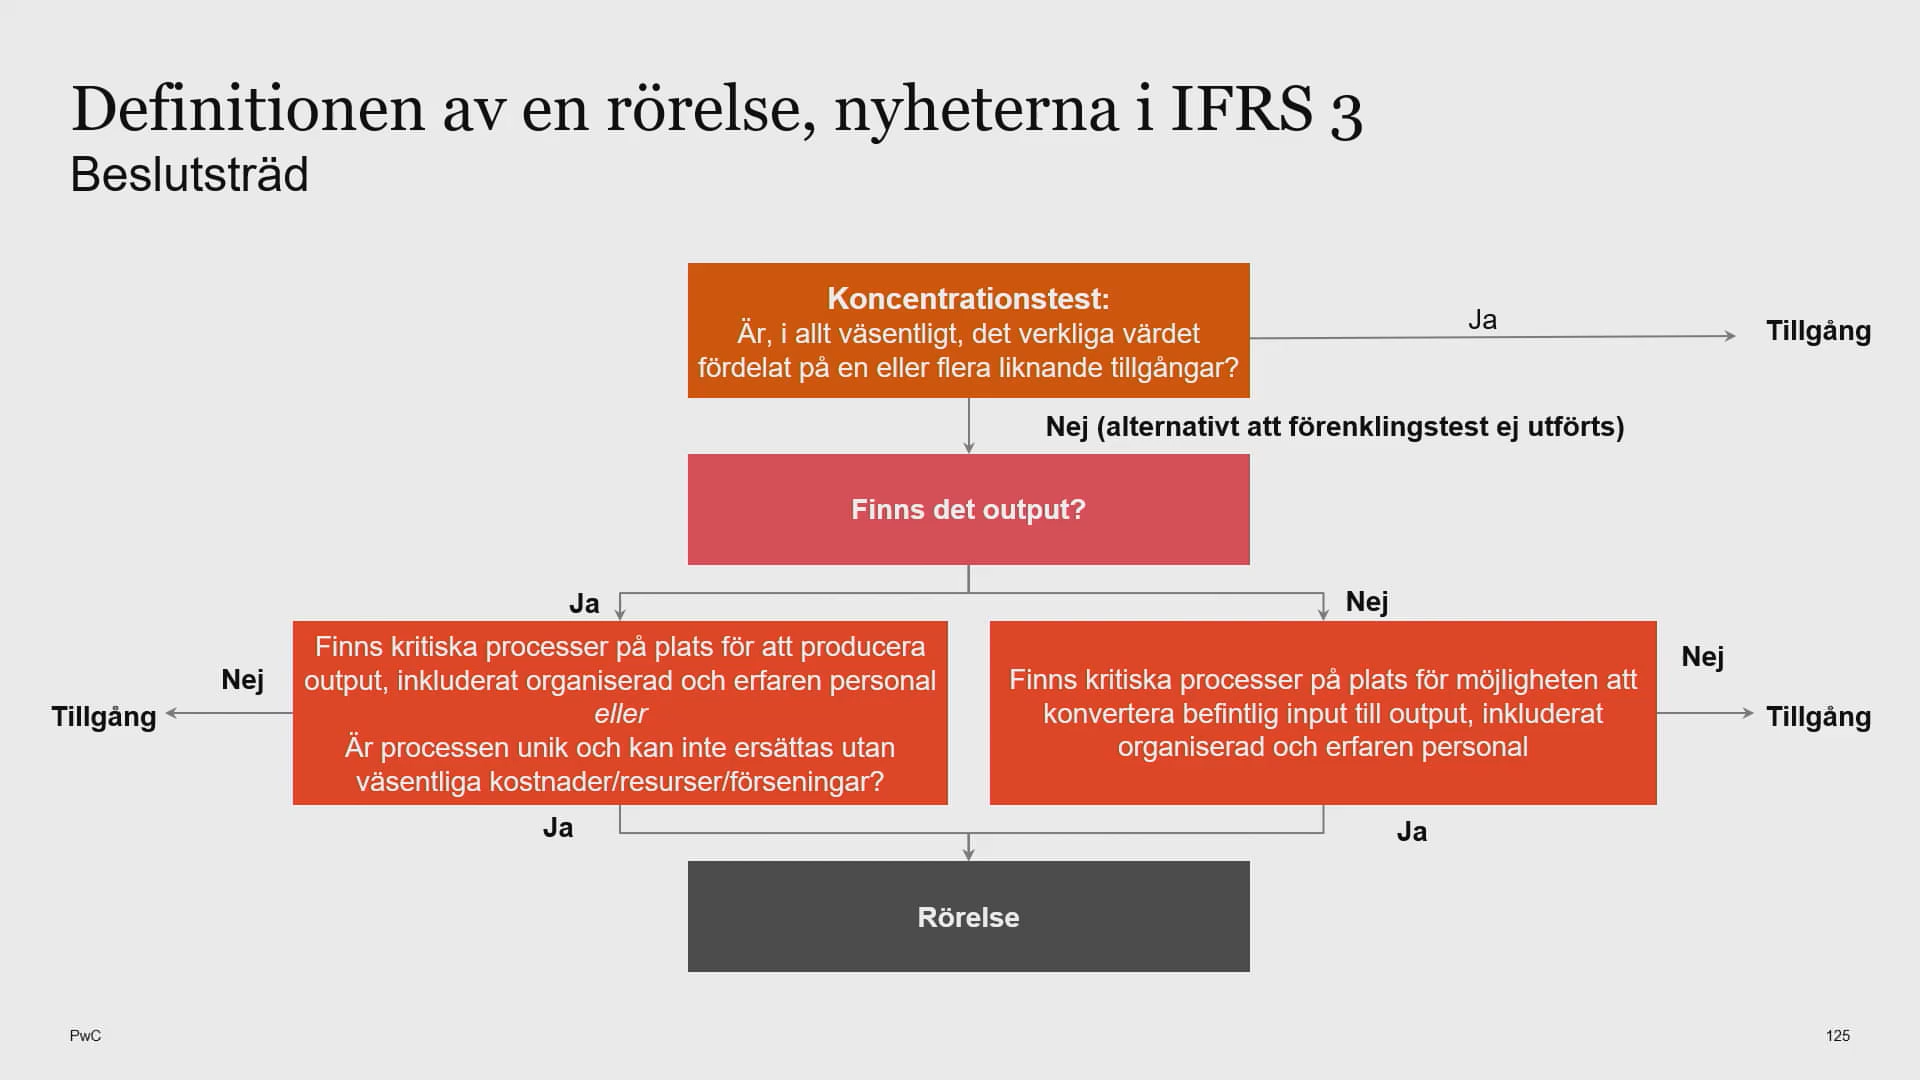 Definitionen av en rörelse, nyheterna i IFRS 3
Beslutsträd
Koncentrationstest:
Är, i allt väsentligt, det verkliga värdet
fördelat på en eller flera liknande tillgångar?
Ja
Tillgång
Nej (alternativt att förenklingstest ej utförts)
Finns det output?
Ja
Nej
Finns kritiska processer på plats för att producera
output, inkluderat organiserad och erfaren personal
eller
Är processen unik och kan inte ersättas utan
väsentliga kostnader/resurser/förseningar?
Nej
Tillgång
Finns kritiska processer på plats för möjligheten att
konvertera befintlig input till output, inkluderat
organiserad och erfaren personal
Nej
Tillgång
Ja
Ja
Rörelse
PwC
125